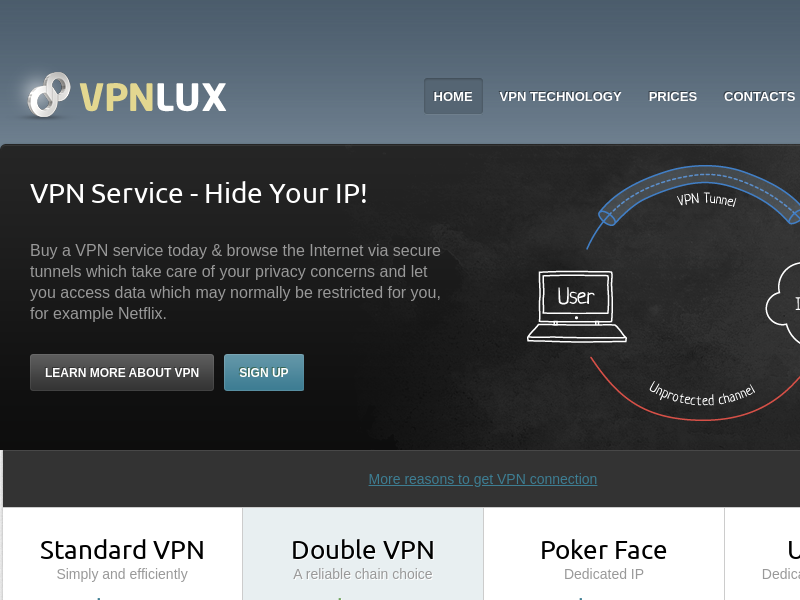 VPNLUX
HOME
VPN TECHNOLOGY
PRICES
CONTACTS
VPN Service - Hide Your IP!
Buy a VPN service today & browse the Internet via secure
tunnels which take care of your privacy concerns and let
you access data which may normally be restricted for you,
for example Netflix.
LEARN MORE ABOUT VPN
SIGN UP
VPN Tunnel
User
Unprotected channel
More reasons to get VPN connection
Standard VPN
Simply and efficiently
Double VPN
A reliable chain choice
Poker Face
Dedicated IP